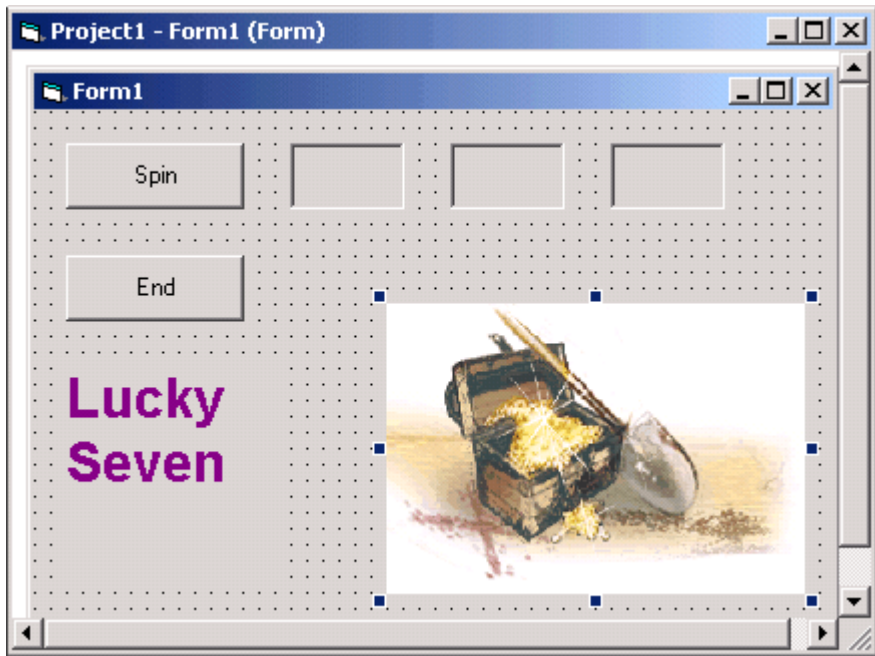 Project1 - Form1 (Form)
Form1
Spin
End
Lucky
Seven